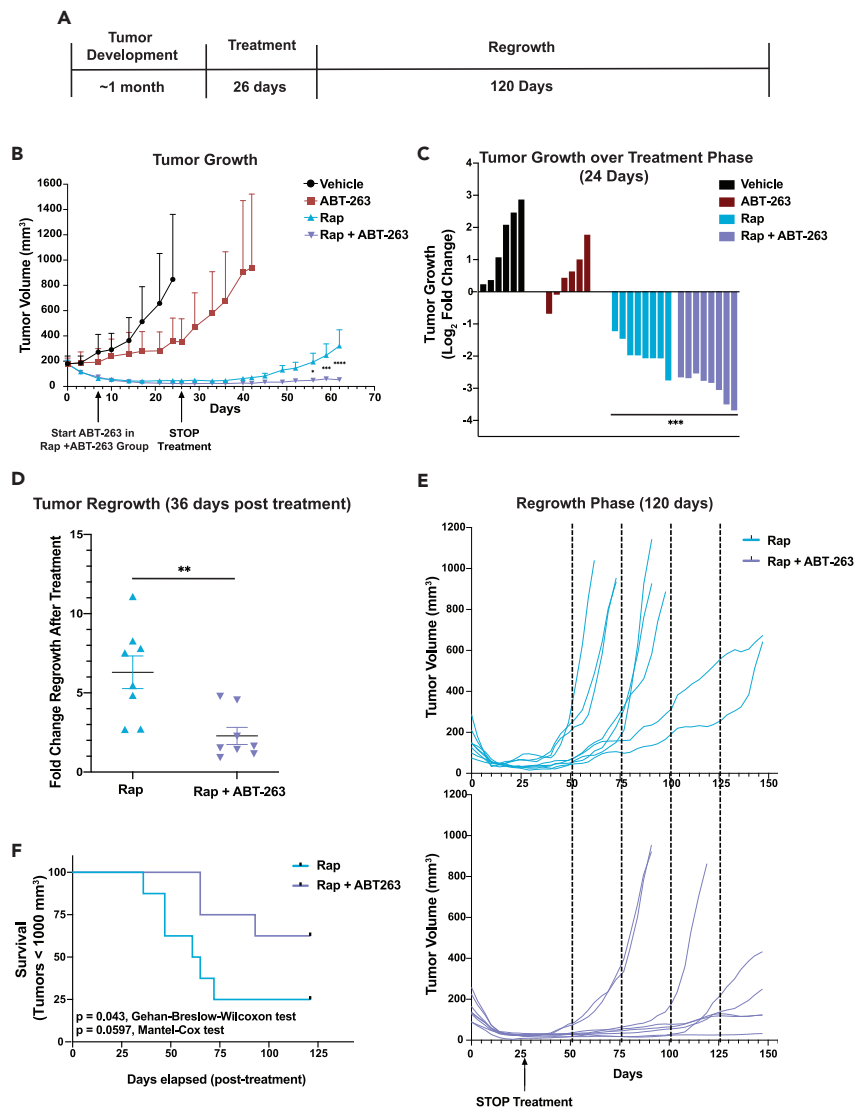 A
Tumor
Development
Treatment
Regrowth
~1 month
26 days
120 Days
B
Tumor Growth
1600
1400
1200
1000
800
600
400
200
0
Tumor Volume (mm³)
0
10
20
30
40
50
60
70
Days
Vehicle
ABT-263
Rap
Rap + ABT-263
*
***
****
Start ABT-263 in
Rap +ABT-263 Group
STOP
Treatment
C
Tumor Growth over Treatment Phase
(24 Days)
4
3
2
1
0
-1
-2
-3
-4
Tumor Growth
(Log₂ Fold Change)
Vehicle
ABT-263
Rap
Rap + ABT-263
***
D
Tumor Regrowth (36 days post treatment)
15
10
5
0
Fold Change Regrowth After Treatment
**
Rap
Rap + ABT-263
E
Regrowth Phase (120 days)
1200
1000
800
600
400
200
0
Tumor Volume (mm³)
0
25
50
75
100
125
150
Rap
Rap + ABT-263
1200
1000
800
600
400
200
0
Tumor Volume (mm³)
0
25
50
75
100
125
150
Days
STOP Treatment
F
100
75
50
25
Survival
(Tumors < 1000 mm³)
Rap
Rap + ABT263
p = 0.043, Gehan-Breslow-Wilcoxon test
p = 0.0597, Mantel-Cox test
0
25
50
75
100
125
Days elapsed (post-treatment)